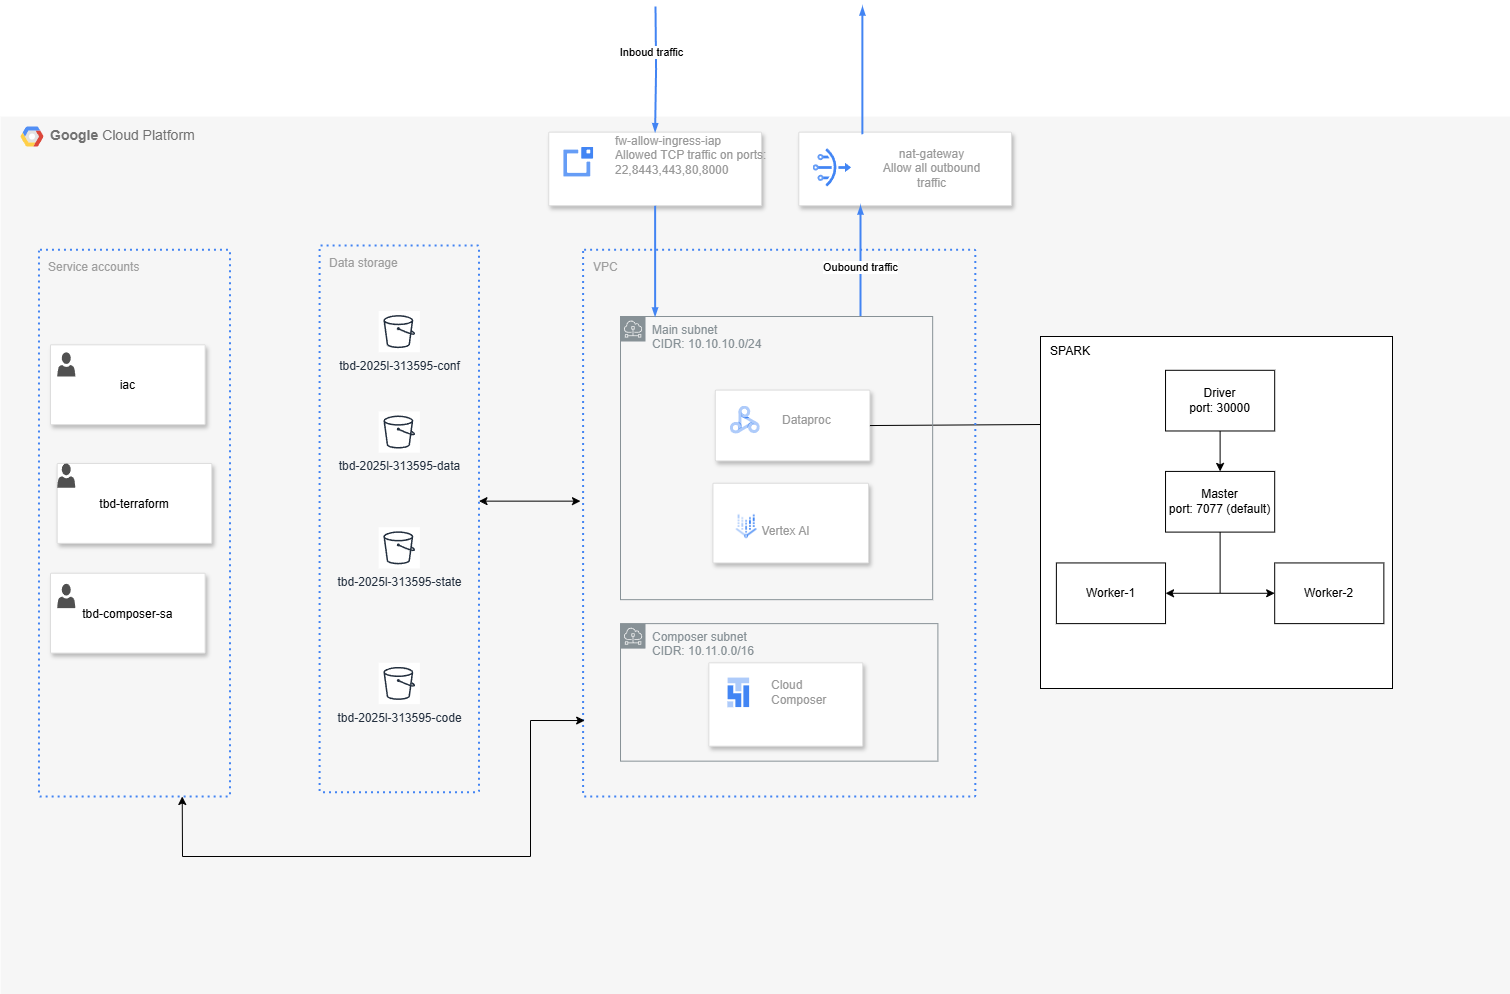 Inboud traffic
Google Cloud Platform
fw-allow-ingress-iap
Allowed TCP traffic on ports:
22,8443,443,80,8000
nat-gateway
Allow all outbound
traffic
Service accounts
iac
tbd-terraform
tbd-composer-sa
Data storage
tbd-2025l-313595-conf
tbd-2025l-313595-data
tbd-2025l-313595-state
tbd-2025l-313595-code
VPC
Oubound traffic
Main subnet
CIDR: 10.10.10.0/24
Dataproc
Vertex AI
Composer subnet
CIDR: 10.11.0.0/16
Cloud
Composer
SPARK
Driver
port: 30000
Master
port: 7077 (default)
Worker-1
Worker-2